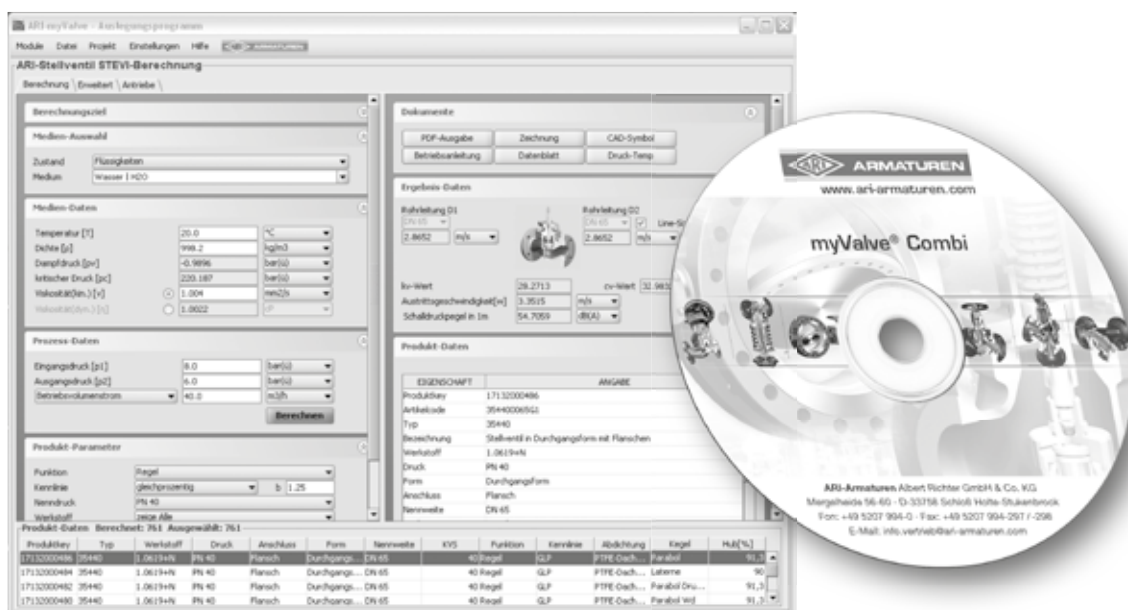 ARI-myValve - Auslegungsprogramm
Module Datei Projekt Einstellungen Hilfe ARI ARMATUREN
ARI-Stellventil STEVI-Berechnung
Berechnung Erweitert Antriebe
Berechnungsziel
Medien-Auswahl
Zustand Flüssigkeiten
Medium Wasser | H2O
Medien-Daten
Temperatur [T] 20.0 °C
Dichte [ρ] 998.2 kg/m3
Dampfdruck [pv] -0.9896 bar(ü)
kritischer Druck [pc] 220.187 bar(ü)
Viskosität(kin.) [ν] 1.004 mm2/s
Viskosität(dyn.) [η] 1.0022 cP
Prozess-Daten
Eingangsdruck [p1] 8.0 bar(ü)
Ausgangsdruck [p2] 6.0 bar(ü)
Betriebsvolumenstrom 40.0 m3/h
Berechnen
Produkt-Parameter
Funktion Regel
Kennlinie gleichprozentig b 1.25
Nenndruck PN 40
Werkstoff zeige Alle
Dokumente
PDF-Ausgabe Zeichnung CAD-Symbol
Betriebsanleitung Datenblatt Druck-Temp
Ergebnis-Daten
Rohrleitung D1 Rohrleitung D2
DN 65 DN 65
2.8652 m/s 2.8652 m/s
kv-Wert 28.2713 cv-Wert
Austrittsgeschwindigkeit[w] 3.3515 m/s
Schalldruckpegel in 1m 54.7059 dB(A)
Produkt-Daten
EIGENSCHAFT ANGABE
Produktkey 17132000486
Artikelcode 354400065G1
Typ 35440
Bezeichnung Stellventil in Durchgangsform mit Flanschen
Werkstoff 1.0619+N
Druck PN 40
Form Durchgangsform
Anschluss Flansch
Nennweite DN 65
Produkt-Daten Berechnet: 761 Ausgewählt: 761
Produktkey Typ Werkstoff Druck Anschluss Form Nennweite KVS Funktion Kennlinie Abdichtung Kegel Hub[%]
17132000486 35440 1.0619+N PN 40 Flansch Durchgangs... DN 65 40 Regel GLP PTFE-Dach... Parabol 91,3
17132000484 35440 1.0619+N PN 40 Flansch Durchgangs... DN 65 40 Regel GLP PTFE-Dach... Laterne 90
17132000482 35440 1.0619+N PN 40 Flansch Durchgangs... DN 65 40 Regel GLP PTFE-Dach... Parabol Dru... 91,3
17132000480 35440 1.0619+N PN 40 Flansch Durchgangs... DN 65 40 Regel GLP PTFE-Dach... Parabol Wd 91,3
ARI ARMATUREN
www.ari-armaturen.com
myValve® Combi
ARI-Armaturen Albert Richter GmbH & Co. KG
Mergelheide 56-60 · D-33758 Schloß Holte-Stukenbrock
Fon: +49 5207 994-0 · Fax: +49 5207 994-297 / -298
E-Mail: info.vertrieb@ari-armaturen.com